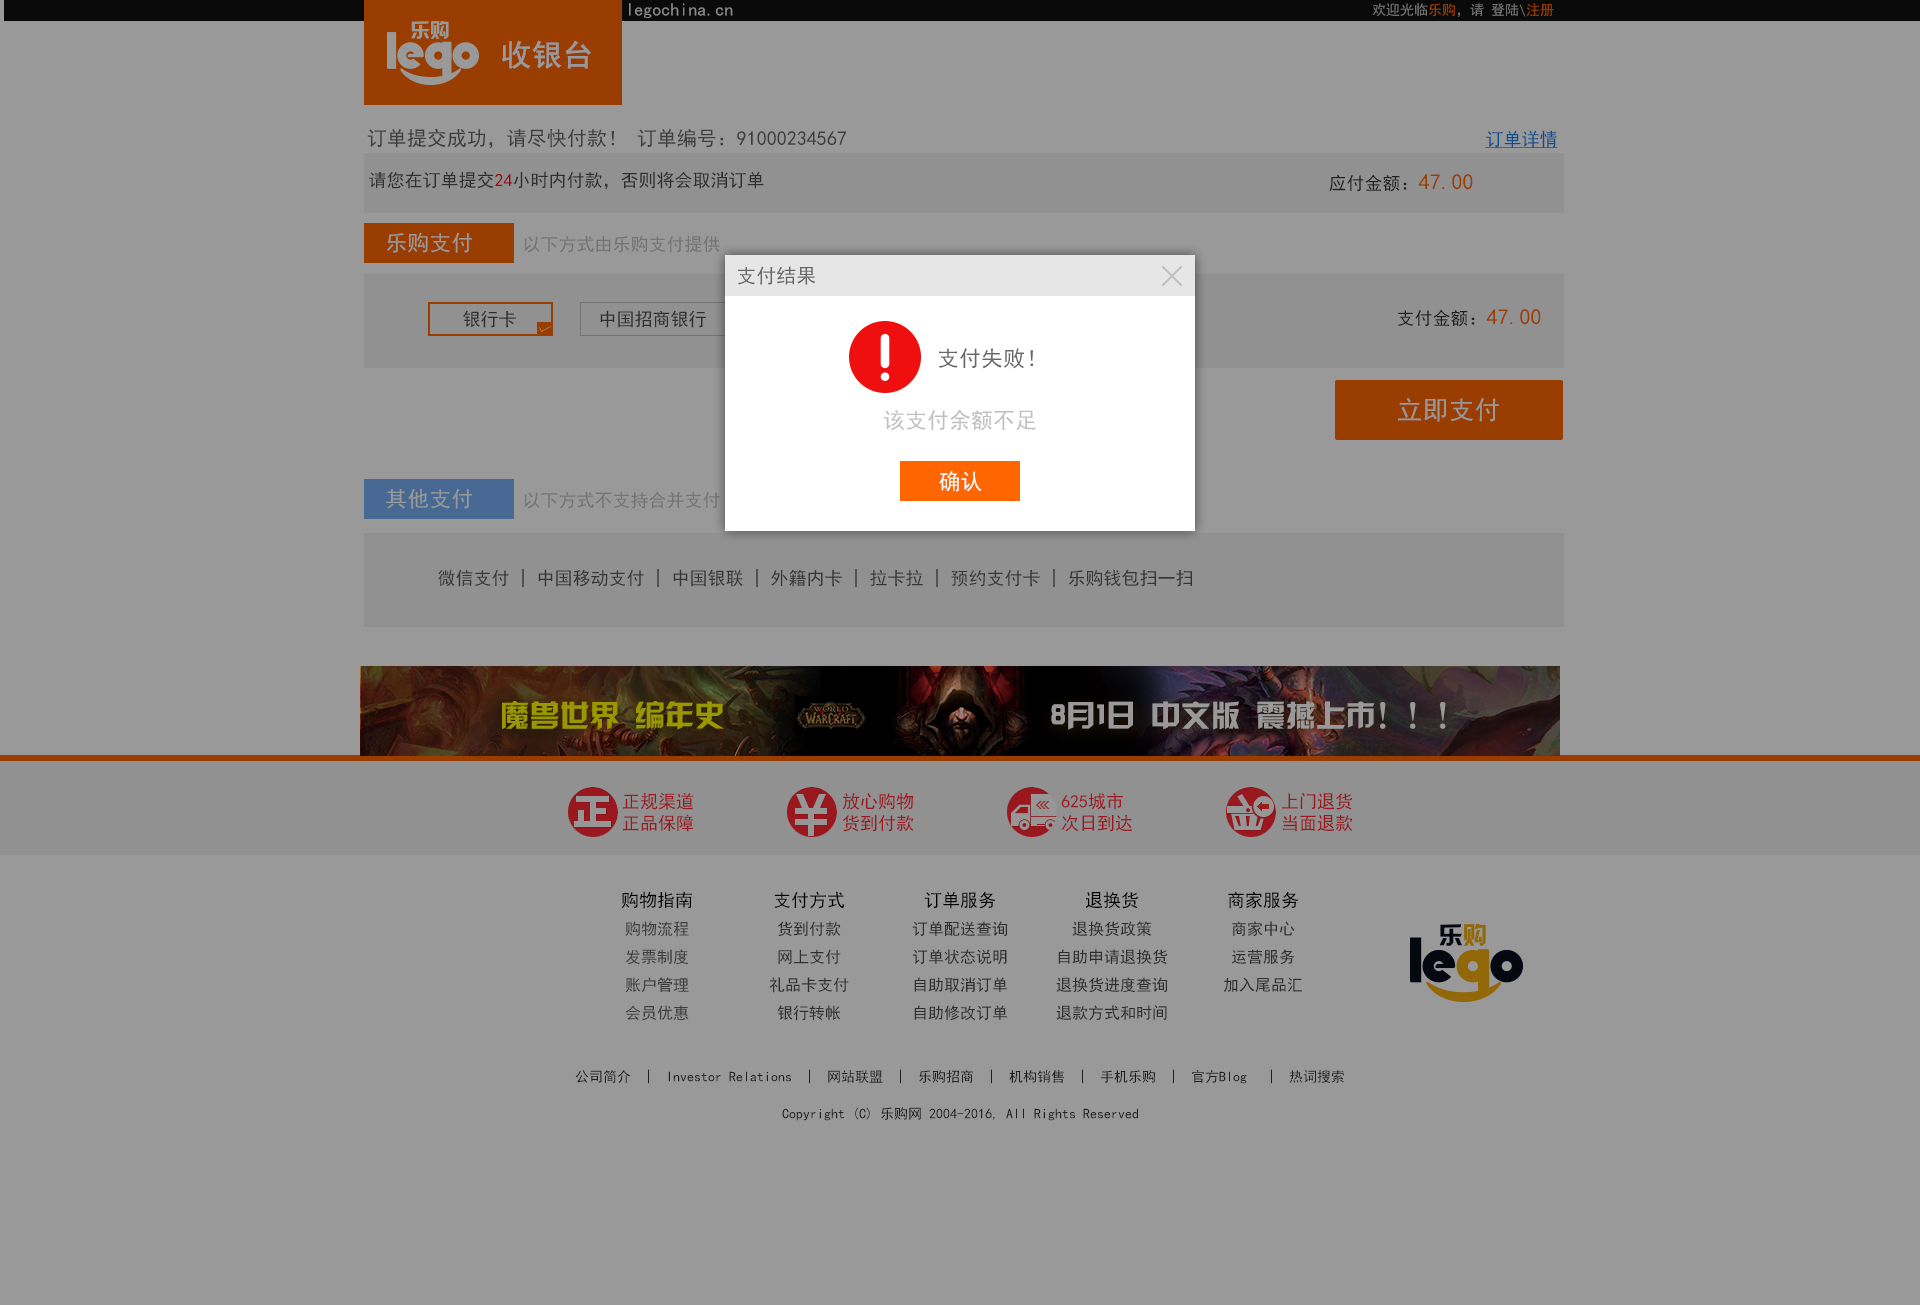 legochina.cn
欢迎光临乐购，请 登陆\注册
乐购
lego
收银台
订单提交成功，请尽快付款！ 订单编号：91000234567
订单详情
请您在订单提交24小时内付款，否则将会取消订单
应付金额：47.00
乐购支付
以下方式由乐购支付提供
支付结果
银行卡
中国招商银行
支付金额：47.00
支付失败！
该支付余额不足
确认
立即支付
其他支付
以下方式不支持合并支付
微信支付 | 中国移动支付 | 中国银联 | 外籍内卡 | 拉卡拉 | 预约支付卡 | 乐购钱包扫一扫
魔兽世界 编年史
WORLD
WARCRAFT
8月1日 中文版 震撼上市！！！
正
正规渠道
正品保障
¥
放心购物
货到付款
625城市
次日到达
上门退货
当面退款
购物指南 支付方式 订单服务 退换货 商家服务
购物流程 货到付款 订单配送查询 退换货政策 商家中心
发票制度 网上支付 订单状态说明 自助申请退换货 运营服务
账户管理 礼品卡支付 自助取消订单 退换货进度查询 加入尾品汇
会员优惠 银行转帐 自助修改订单 退款方式和时间
乐购
lego
公司简介 | Investor Relations | 网站联盟 | 乐购招商 | 机构销售 | 手机乐购 | 官方Blog | 热词搜索
Copyright (C) 乐购网 2004-2016, All Rights Reserved